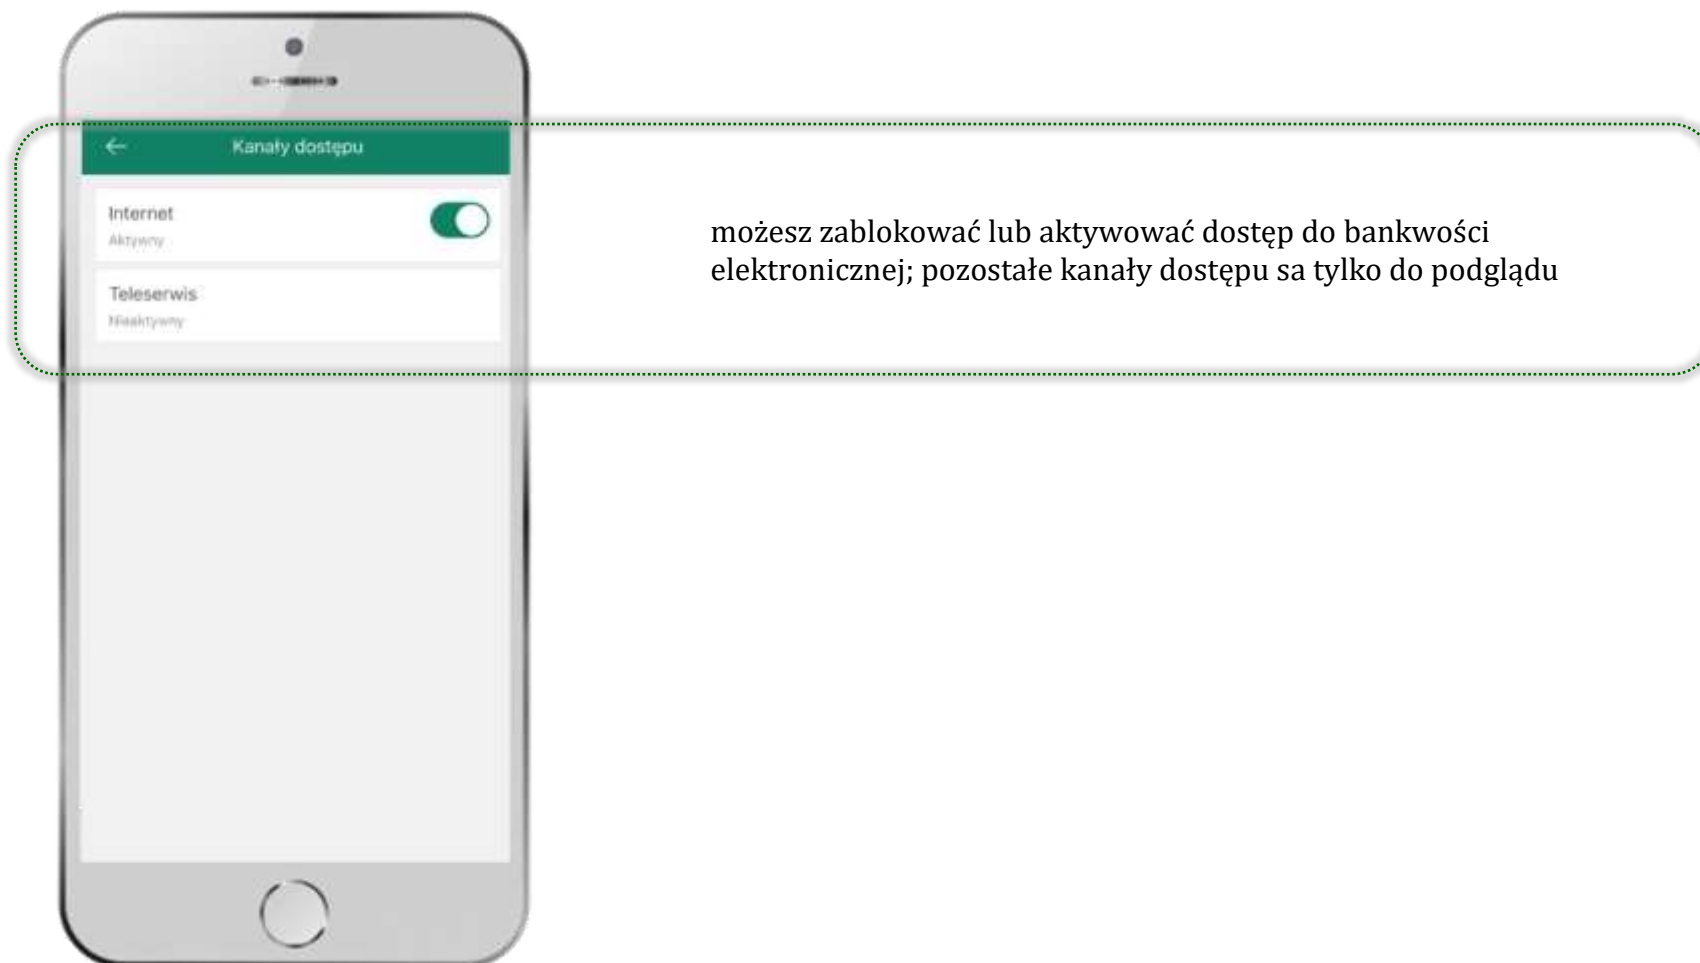 Kanały dostępu
Internet
Aktywny
Teleserwis
Nieaktywny
możesz zablokować lub aktywować dostęp do bankwości
elektronicznej; pozostałe kanały dostępu sa tylko do podglądu